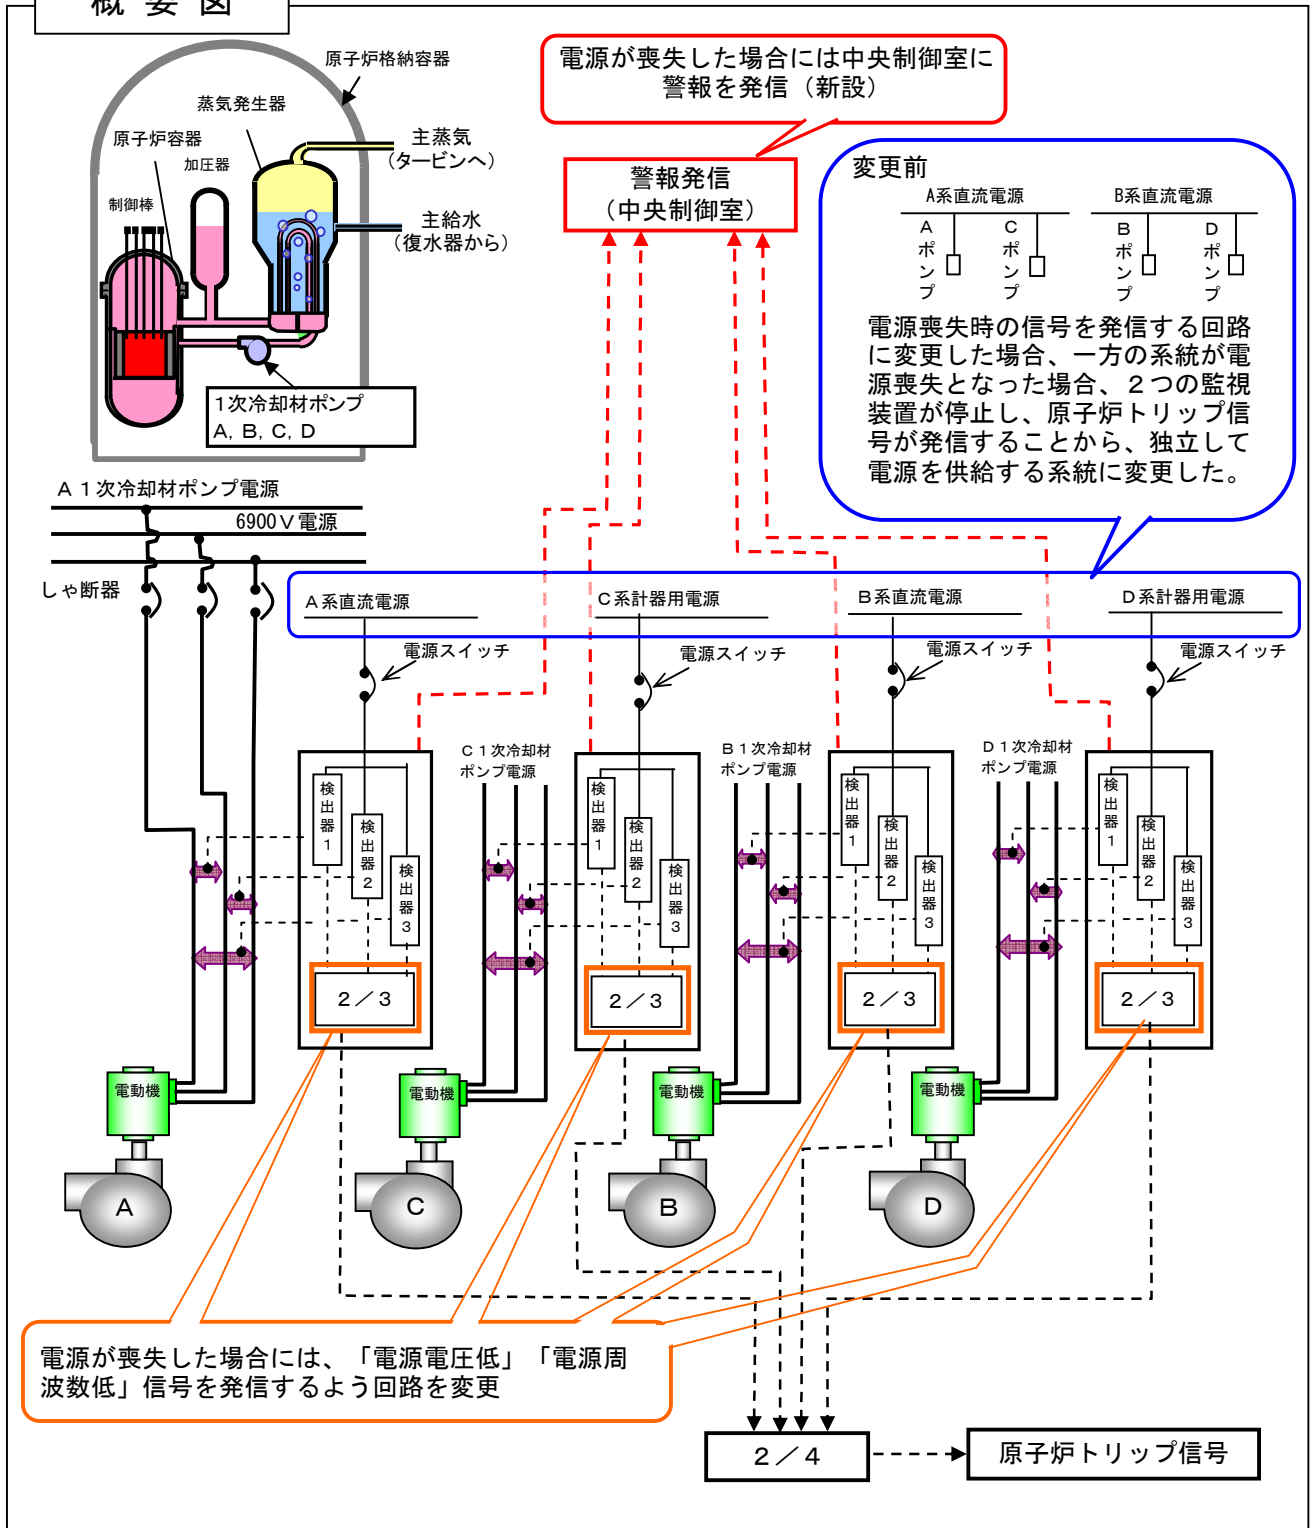 概要図
原子炉格納容器
蒸気発生器
原子炉容器
加圧器
制御棒
主蒸気
(タービンへ)
主給水
(復水器から)
1次冷却材ポンプ
A, B, C, D
電源が喪失した場合には中央制御室に
警報を発信（新設）
警報発信
（中央制御室）
変更前
A系直流電源
B系直流電源
Aポンプ
Cポンプ
Bポンプ
Dポンプ
電源喪失時の信号を発信する回路
に変更した場合、一方の系統が電
源喪失となった場合、２つの監視
装置が停止し、原子炉トリップ信
号が発信することから、独立して
電源を供給する系統に変更した。
Ａ１次冷却材ポンプ電源
6900Ｖ電源
しゃ断器
Ａ系直流電源
Ｃ系計器用電源
Ｂ系直流電源
Ｄ系計器用電源
電源スイッチ
電源スイッチ
電源スイッチ
電源スイッチ
Ｃ１次冷却材
ポンプ電源
Ｂ１次冷却材
ポンプ電源
Ｄ１次冷却材
ポンプ電源
検出器1
検出器2
検出器3
検出器1
検出器2
検出器3
検出器1
検出器2
検出器3
検出器1
検出器2
検出器3
２／３
２／３
２／３
２／３
電動機
電動機
電動機
電動機
A
C
B
D
電源が喪失した場合には、「電源電圧低」「電源周
波数低」信号を発信するよう回路を変更
２／４
原子炉トリップ信号